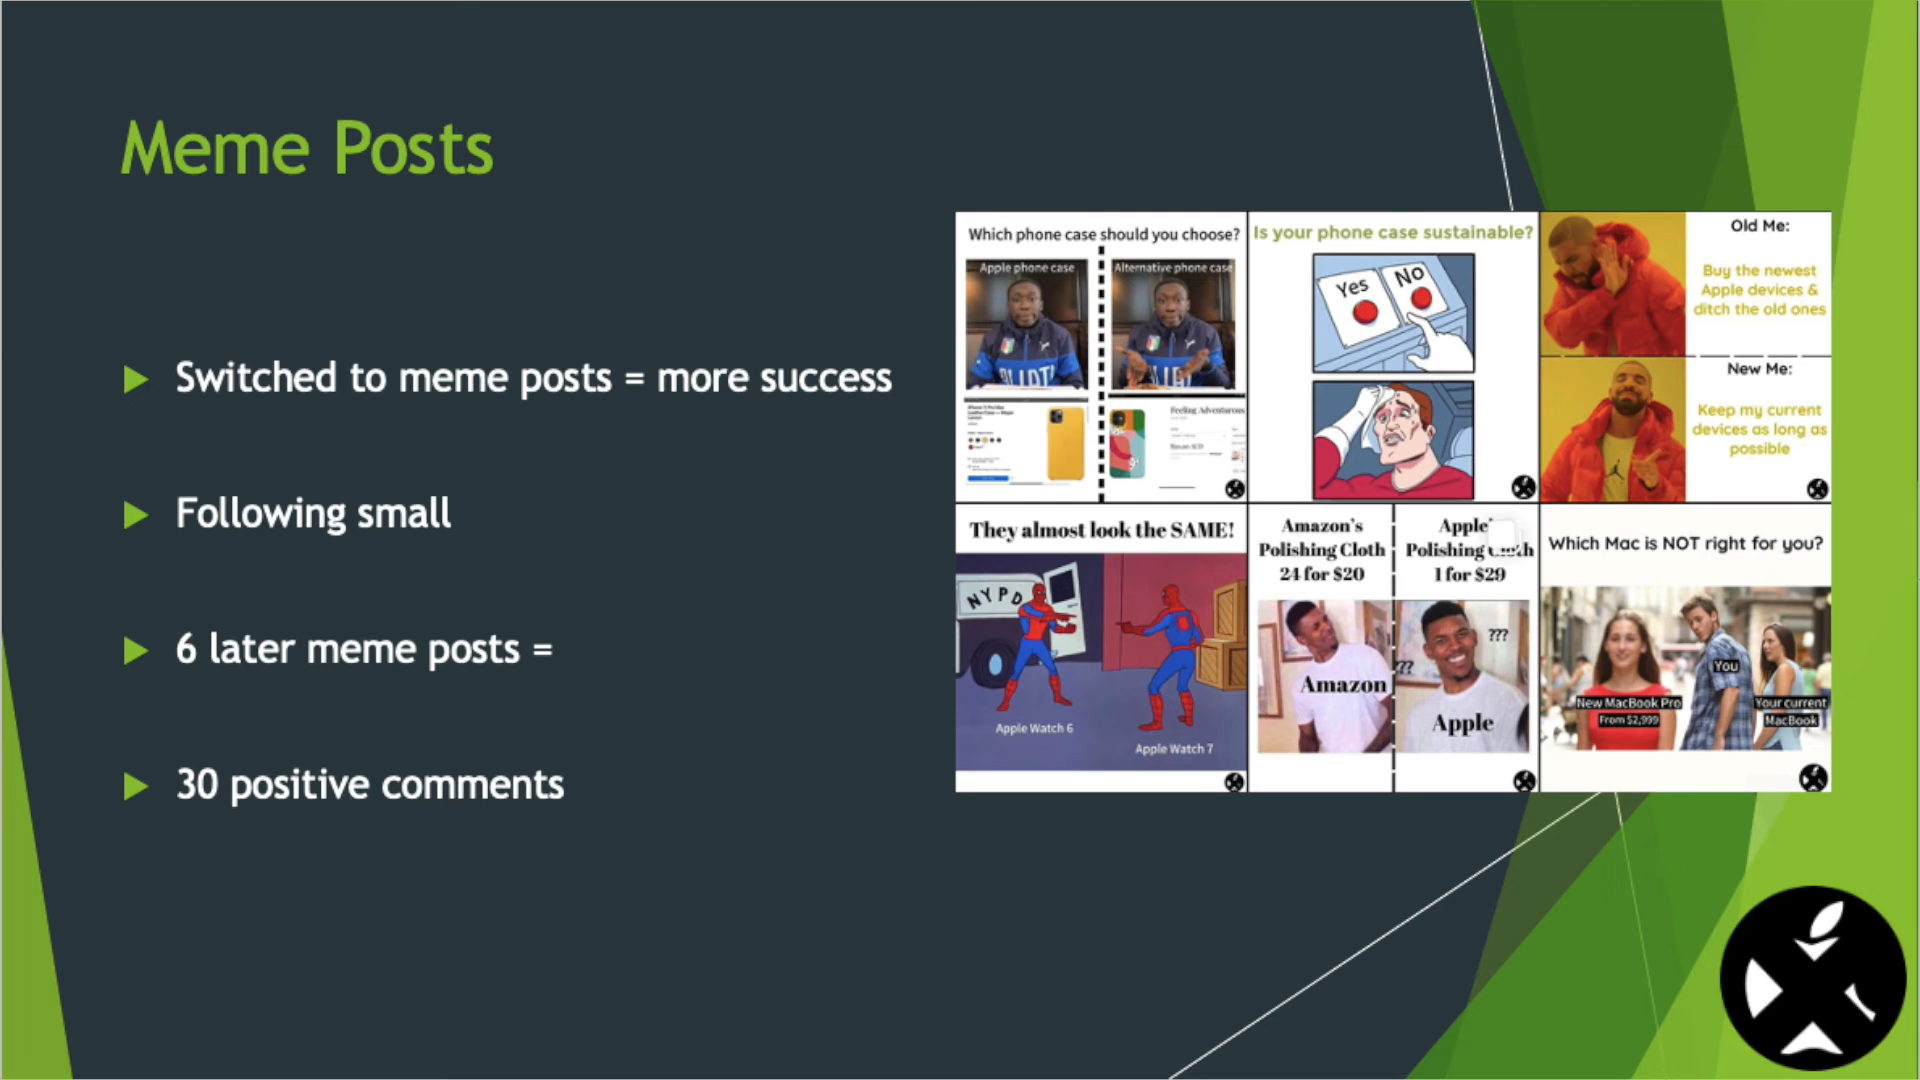 Meme Posts
Switched to meme posts = more success
Following small
6 later meme posts =
30 positive comments
Which phone case should you choose?
Apple phone case
Alternative phone case
Feeling Adventurous
Is your phone case sustainable?
Yes
No
Old Me:
Buy the newest
Apple devices &
ditch the old ones
New Me:
Keep my current
devices as long as
possible
They almost look the SAME!
NYPD
Apple Watch 6
Apple Watch 7
Amazon's
Polishing Cloth
24 for $20
Amazon
Apple'
Polishing
1 for $29
???
??
Apple
Which Mac is NOT right for you?
You
New MacBook Pro
From $2,999
Your current
MacBook